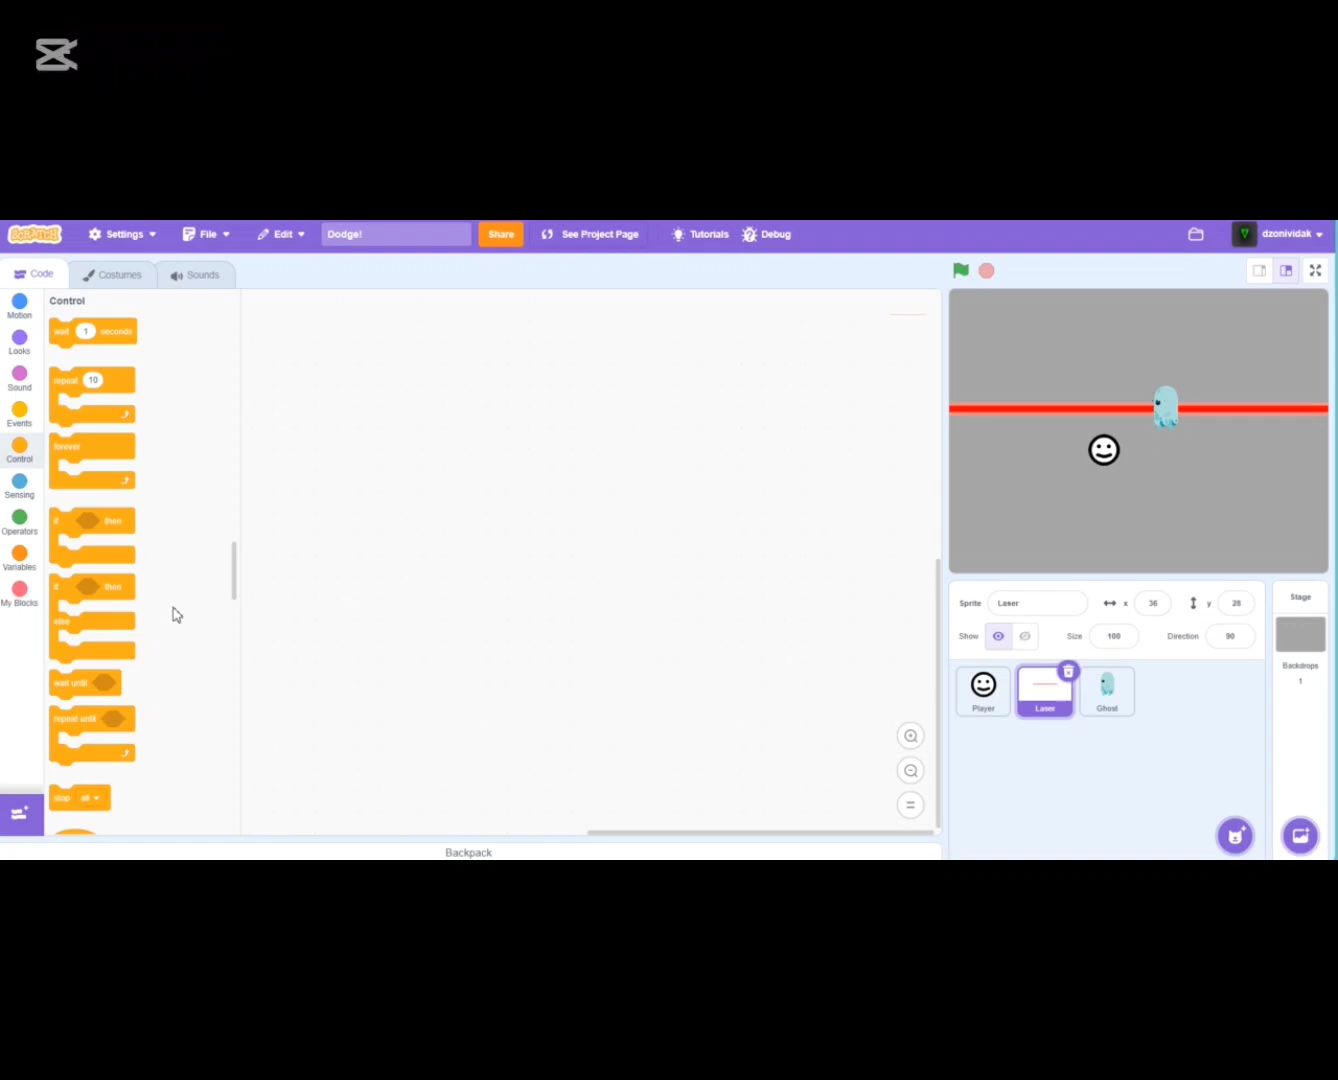 SCRATCH Settings File Edit Dodge! Share See Project Page Tutorials Debug dzonividak
Code Costumes Sounds
Motion
Looks
Sound
Events
Control
Sensing
Operators
Variables
My Blocks
Control
wait 1 seconds
repeat 10
forever
if then
if then
else
wait until
repeat until
stop all
Sprite Laser x 36 y 28
Show Size 100 Direction 90
Player Laser Ghost
Stage
Backdrops
1
Backpack